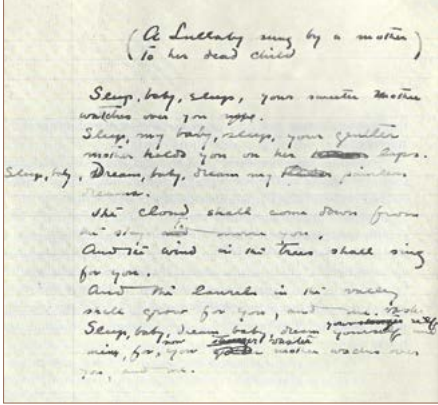 (A Lullaby sung by a mother
to her dead child)
Sleep, baby, sleep, your sweeter mother
watches over you
Sleep, my baby, sleep, your gentler
mother holds you on her lips.
Sleep, baby, Dream, baby, dream my painless
dreams.
The cloud shall come down from
the sky and you.
And the wind in the trees shall sing
for you.
And the laurels in the valley
shall grow for you, and me.
Sleep, baby, dream, baby, dream yourself
mine, for, now your mother watches over
you, and me.